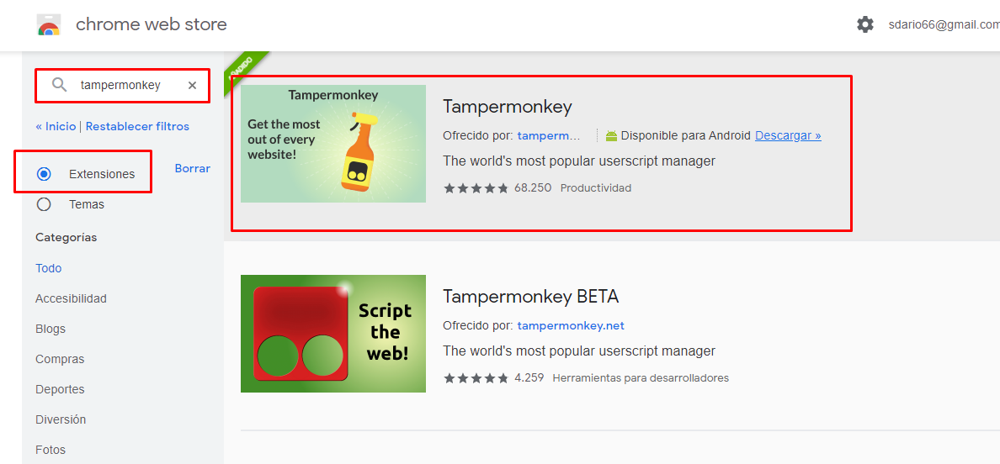 chrome web store
sdario66@gmail.com
tampermonkey ×
« Inicio | Restablecer filtros
Extensiones
Borrar
Temas
Categorías
Todo
Accesibilidad
Blogs
Compras
Deportes
Diversión
Fotos
Tampermonkey
Get the most
out of every
website!
Tampermonkey
Ofrecido por: tamperm... Disponible para Android Descargar »
The world's most popular userscript manager
68.250 Productividad
Script
the
web!
Tampermonkey BETA
Ofrecido por: tampermonkey.net
The world's most popular userscript manager
4.259 Herramientas para desarrolladores